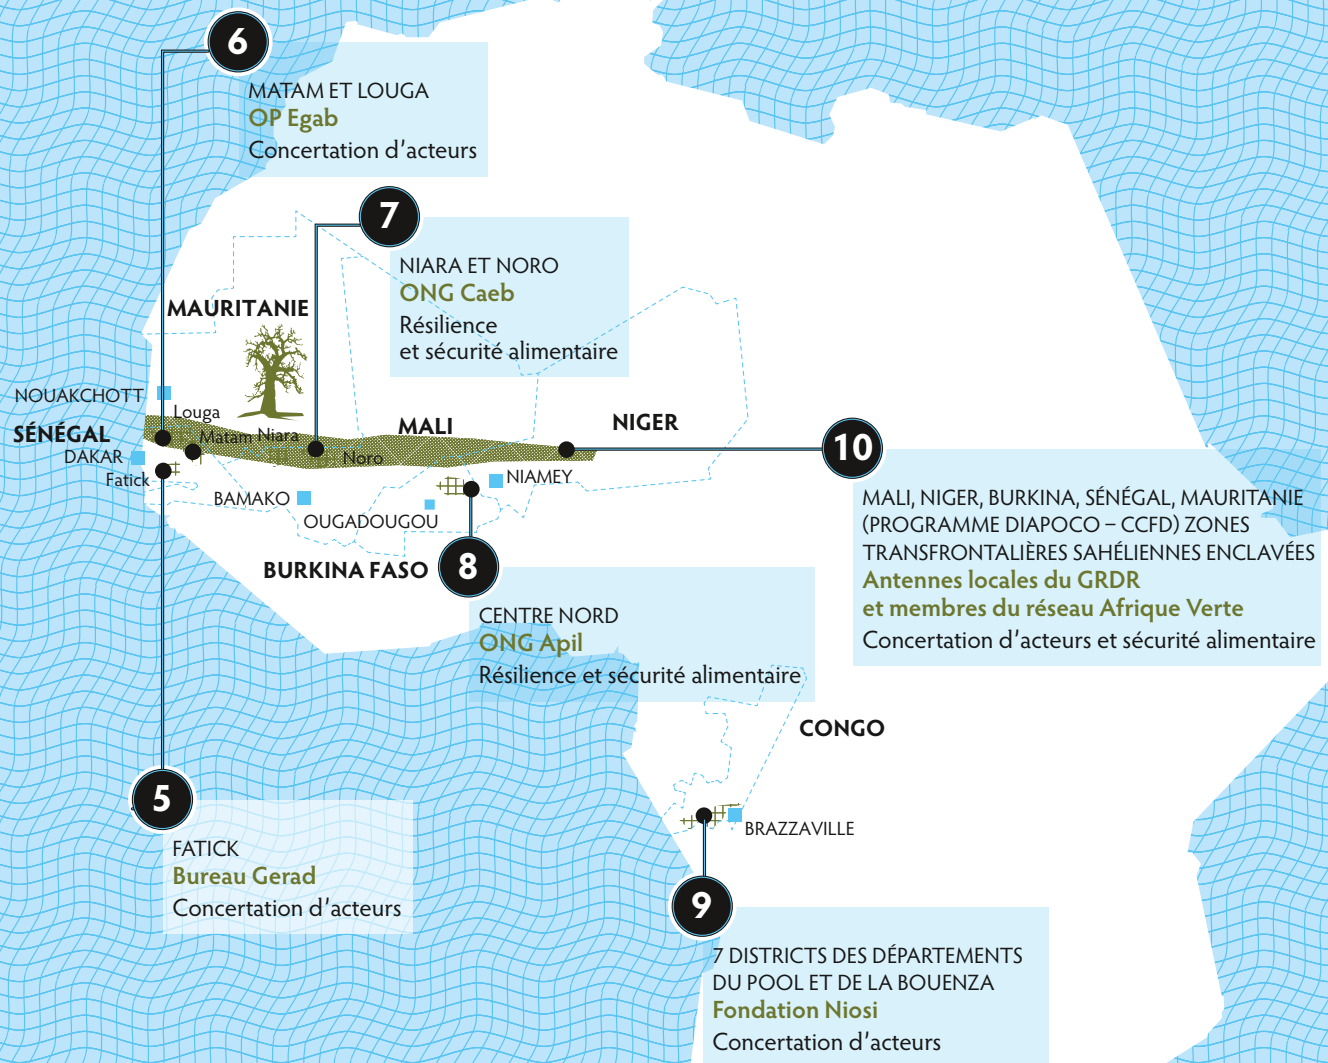 6
MATAM ET LOUGA
OP Egab
Concertation d'acteurs
7
NIARA ET NORO
ONG Caeb
Résilience
et sécurité alimentaire
MAURITANIE
NOUAKCHOTT
Louga
SÉNÉGAL
Matam Niara
MALI
NIGER
DAKAR
Noro
Fatick
BAMAKO
NIAMEY
OUGADOUGOU
10
MALI, NIGER, BURKINA, SÉNÉGAL, MAURITANIE
(PROGRAMME DIAPOCO – CCFD) ZONES
TRANSFRONTALIÈRES SAHÉLIENNES ENCLAVÉES
Antennes locales du GRDR
et membres du réseau Afrique Verte
Concertation d'acteurs et sécurité alimentaire
BURKINA FASO
8
CENTRE NORD
ONG Apil
Résilience et sécurité alimentaire
CONGO
BRAZZAVILLE
5
FATICK
Bureau Gerad
Concertation d'acteurs
9
7 DISTRICTS DES DÉPARTEMENTS
DU POOL ET DE LA BOUENZA
Fondation Niosi
Concertation d'acteurs